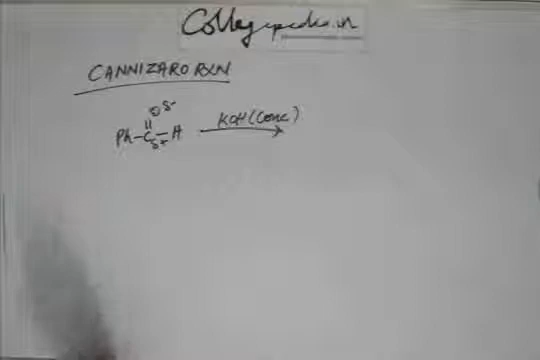 Collegepedia.in
CANNIZARO RXN
O δ-
||
Ph-C-H KOH (Conc)
δ+